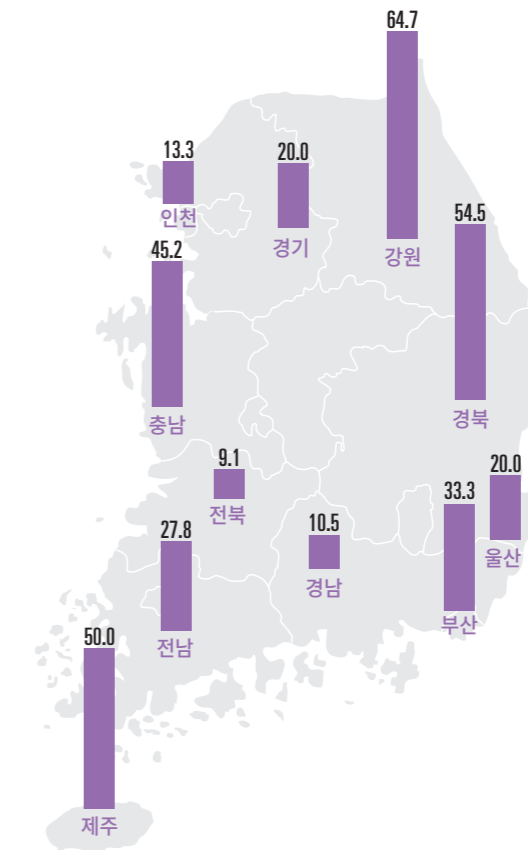 64.7
강원
13.3
인천
20.0
경기
54.5
경북
45.2
충남
9.1
전북
20.0
울산
33.3
부산
10.5
경남
27.8
전남
50.0
제주